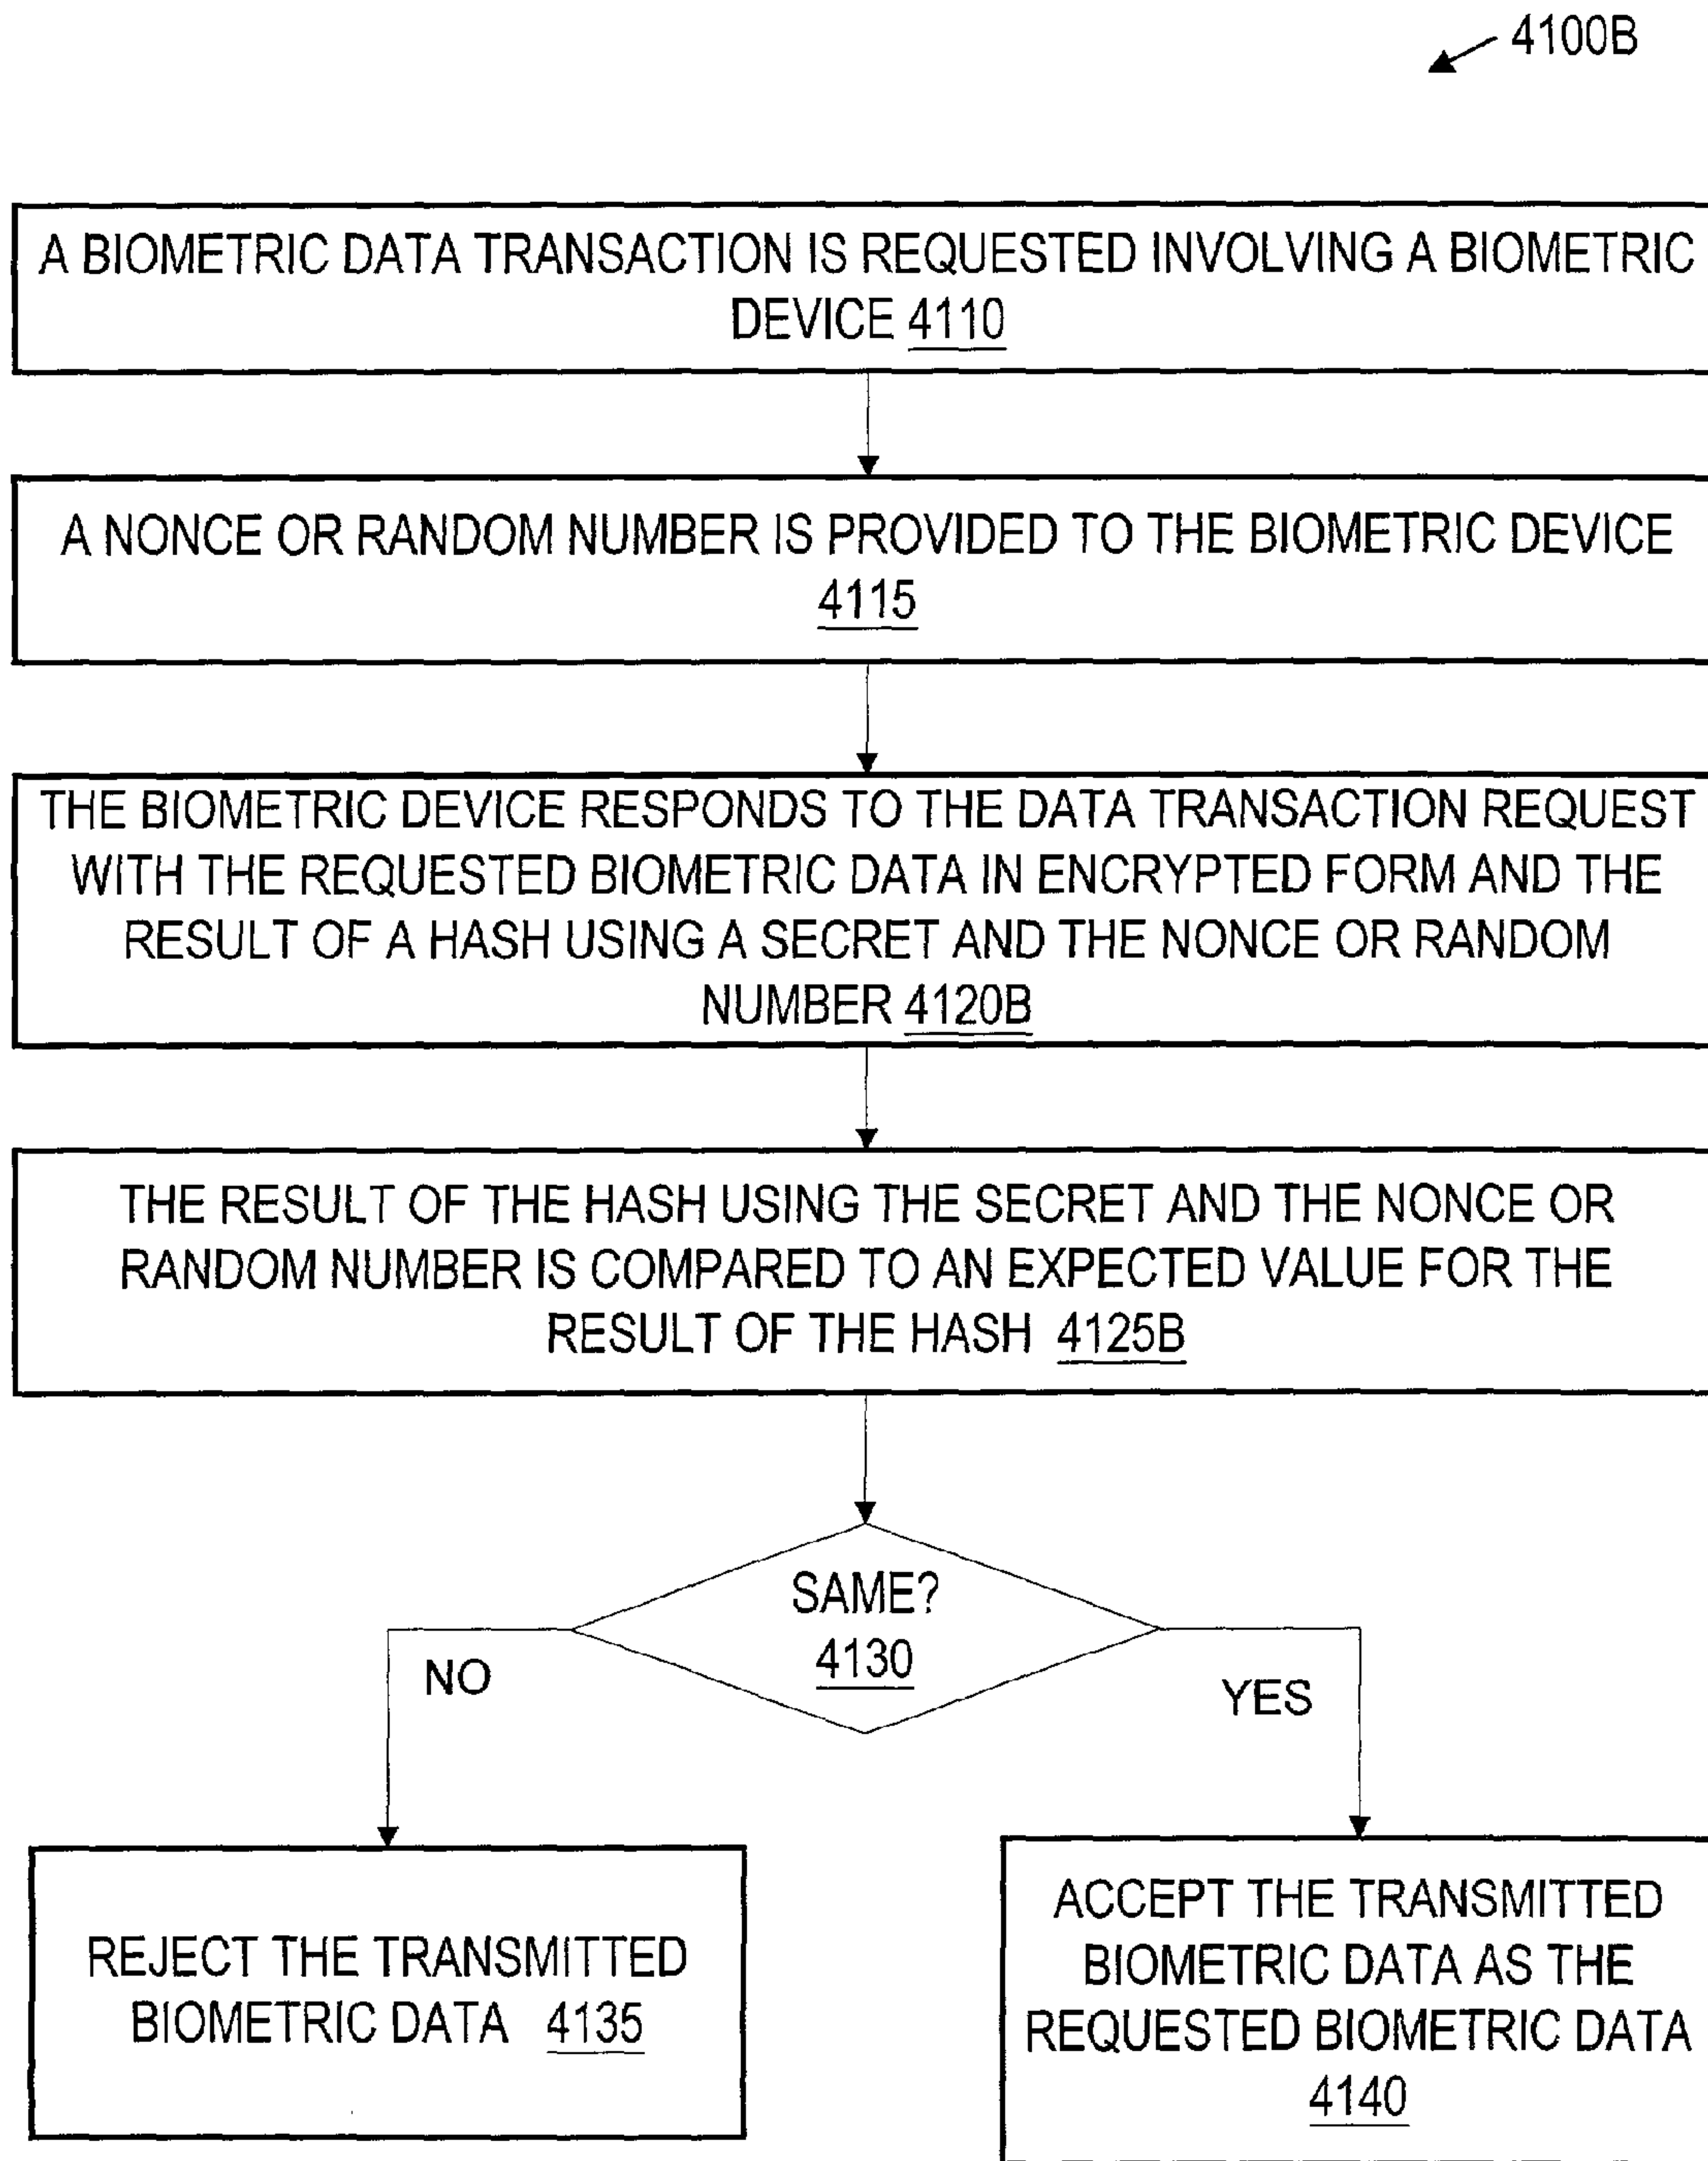 4100B
A BIOMETRIC DATA TRANSACTION IS REQUESTED INVOLVING A BIOMETRIC
DEVICE 4110
A NONCE OR RANDOM NUMBER IS PROVIDED TO THE BIOMETRIC DEVICE
4115
THE BIOMETRIC DEVICE RESPONDS TO THE DATA TRANSACTION REQUEST
WITH THE REQUESTED BIOMETRIC DATA IN ENCRYPTED FORM AND THE
RESULT OF A HASH USING A SECRET AND THE NONCE OR RANDOM
NUMBER 4120B
THE RESULT OF THE HASH USING THE SECRET AND THE NONCE OR
RANDOM NUMBER IS COMPARED TO AN EXPECTED VALUE FOR THE
RESULT OF THE HASH 4125B
SAME?
4130
NO
YES
REJECT THE TRANSMITTED
BIOMETRIC DATA 4135
ACCEPT THE TRANSMITTED
BIOMETRIC DATA AS THE
REQUESTED BIOMETRIC DATA
4140